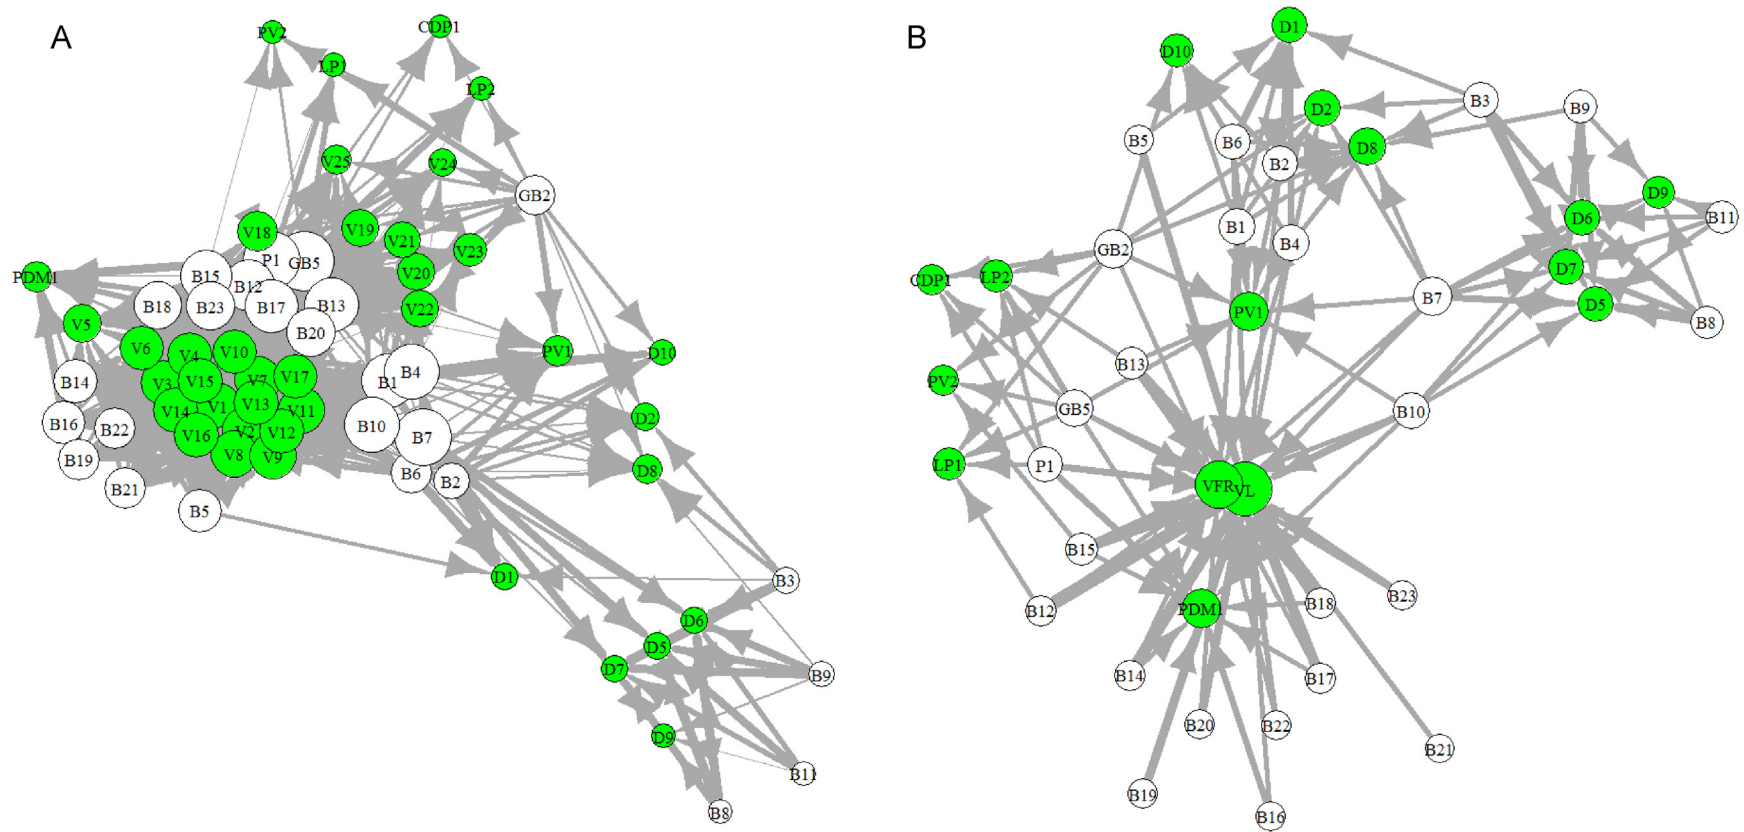 A
PV2
CDP1
LP1
LP2
V25
V24
GB2
V18
V19
V21
V23
P1
GB5
V20
PDM1
B15
B12
B18
B23
B17
B13
V22
V5
B20
V6
V4
V10
PV1
D10
B14
V3
V15
V7
V17
B1
B4
V14
V1
V13
V11
B16
B22
V16
V2
V12
B10
B7
D2
B19
V8
V9
B6
B2
D8
B21
B5
D1
B3
D6
D5
D7
B9
D9
B11
B8
B
D1
D10
D2
B3
B9
B5
B6
B2
D8
D9
B1
B4
D6
B11
GB2
CDP1
LP2
D7
PV1
B7
D5
B8
B13
PV2
GB5
B10
LP1
P1
VFR
VL
B15
B12
PDM1
B18
B23
B14
B17
B20
B22
B21
B19
B16